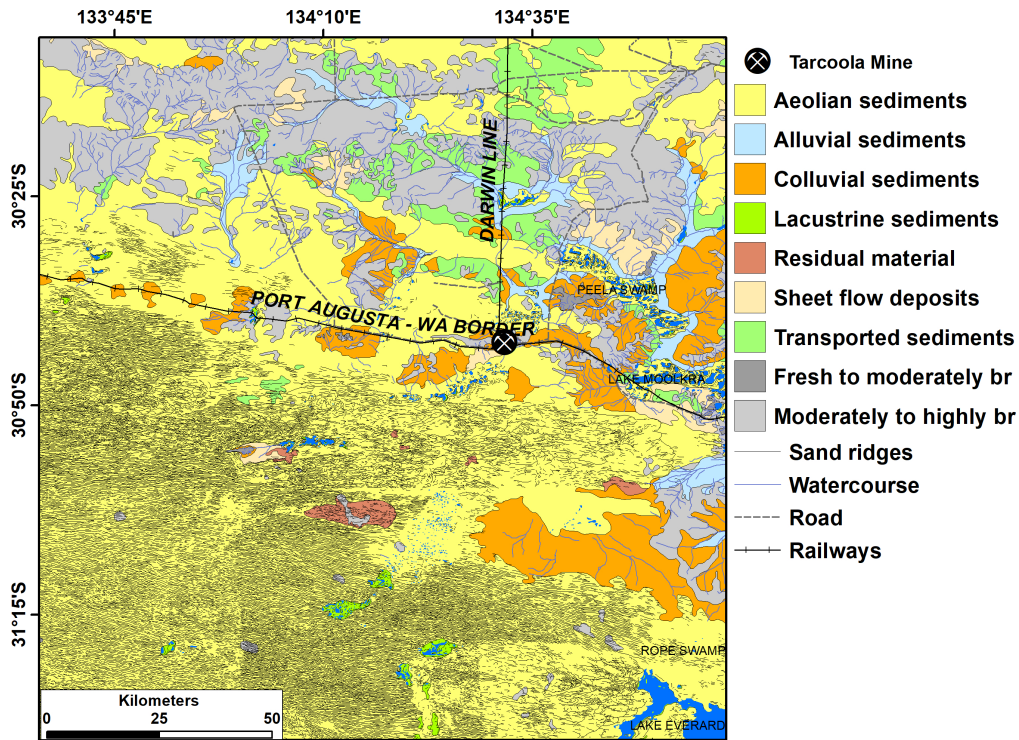 133°45'E 134°10'E 134°35'E
30°25'S
30°50'S
31°15'S
DARWIN LINE
PORT AUGUSTA - WA BORDER
PEELA SWAMP
LAKE MOOLKRA
ROPE SWAMP
LAKE EVERARD
Kilometers
0 25 50
Tarcoola Mine
Aeolian sediments
Alluvial sediments
Colluvial sediments
Lacustrine sediments
Residual material
Sheet flow deposits
Transported sediments
Fresh to moderately br
Moderately to highly br
Sand ridges
Watercourse
Road
Railways